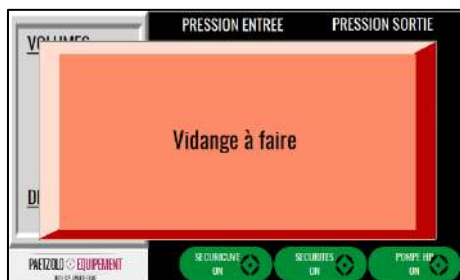 PRESSION ENTREE PRESSION SORTIE
VOLUMES
Vidange à faire
PAETZOLD EQUIPEMENT
SECURICUVE ON
SECURITES ON
POMPE HP ON